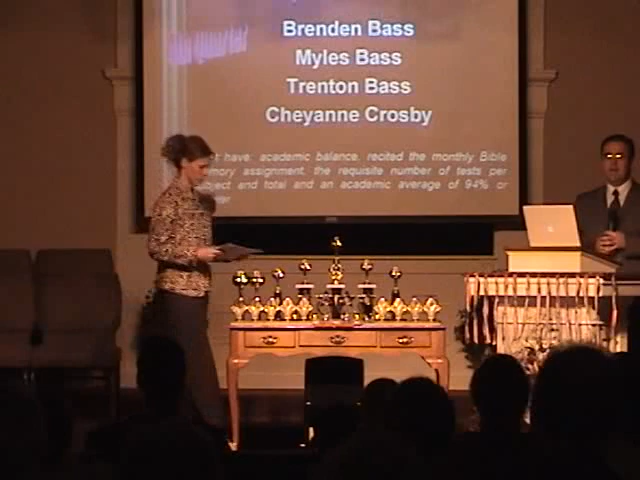 Brenden Bass
Myles Bass
Trenton Bass
Cheyanne Crosby
have: academic balance, recited the monthly Bible
assignment, the requisite number of tests per
and total and an academic average of 94% or